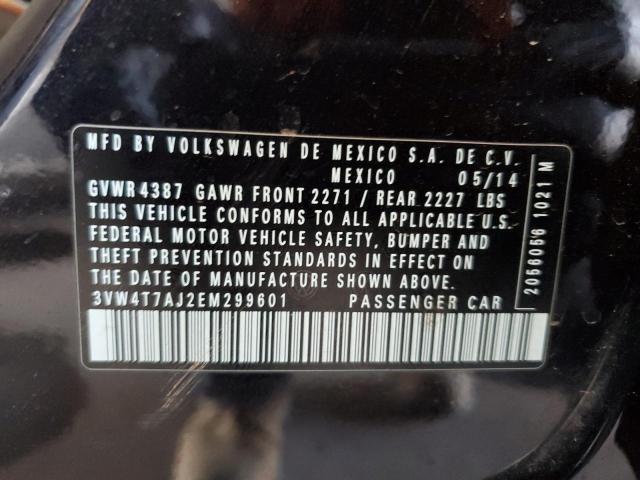 MFD BY VOLKSWAGEN DE MEXICO S.A. DE C.V.
MEXICO 05/14
GVWR 4387 GAWR FRONT 2271 / REAR 2227 LBS
THIS VEHICLE CONFORMS TO ALL APPLICABLE U.S.
FEDERAL MOTOR VEHICLE SAFETY, BUMPER AND
THEFT PREVENTION STANDARDS IN EFFECT ON
THE DATE OF MANUFACTURE SHOWN ABOVE.
3VW4T7AJ2EM299601 PASSENGER CAR
2056056 1021 M